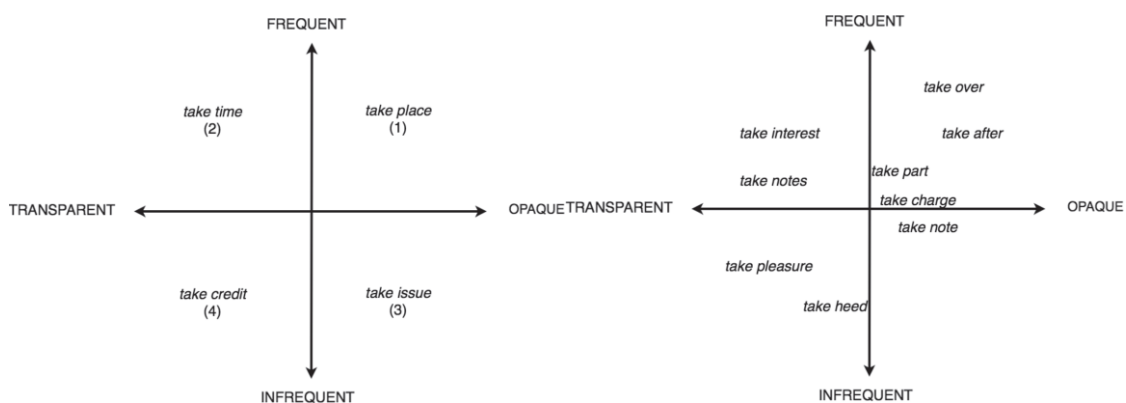 FREQUENT
take time
(2)
take place
(1)
TRANSPARENT
OPAQUE
take credit
(4)
take issue
(3)
INFREQUENT
FREQUENT
take over
take interest
take after
take part
take notes
take charge
TRANSPARENT
OPAQUE
take note
take pleasure
take heed
INFREQUENT